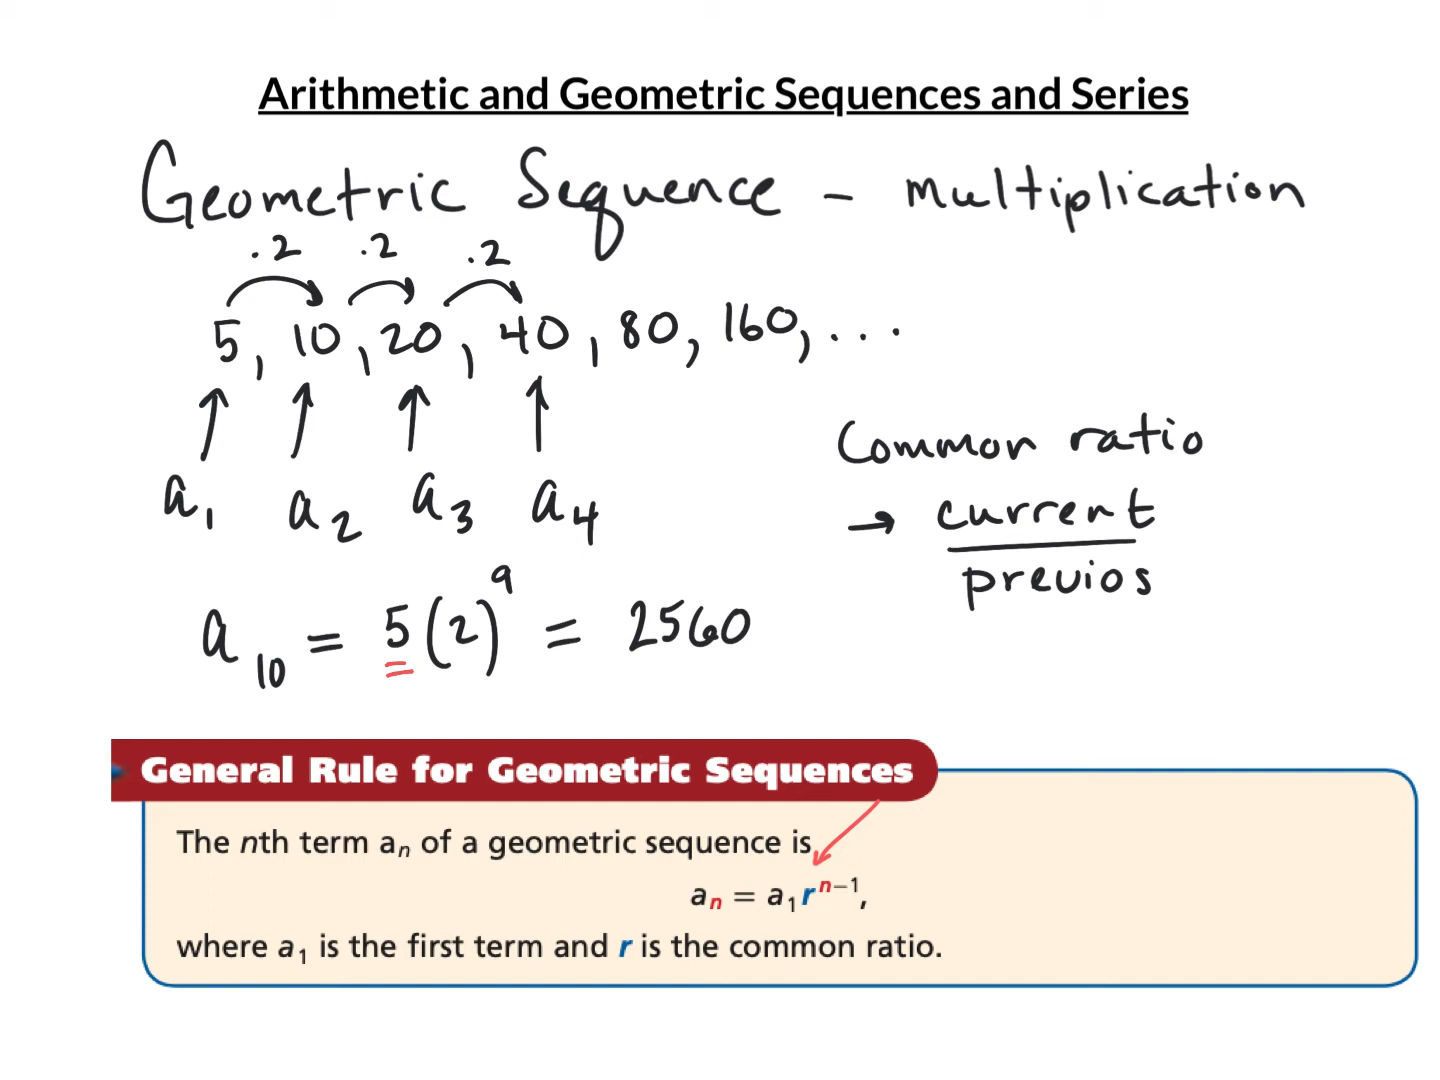 Arithmetic and Geometric Sequences and Series
Geometric Sequence - multiplication
·2 ·2 ·2
5, 10, 20, 40, 80, 160, ...
a₁ a₂ a₃ a₄
Common ratio
→ current
previos
a₁₀ = 5(2)⁹ = 2560
General Rule for Geometric Sequences
The nth term aₙ of a geometric sequence is
aₙ = a₁rⁿ⁻¹,
where a₁ is the first term and r is the common ratio.